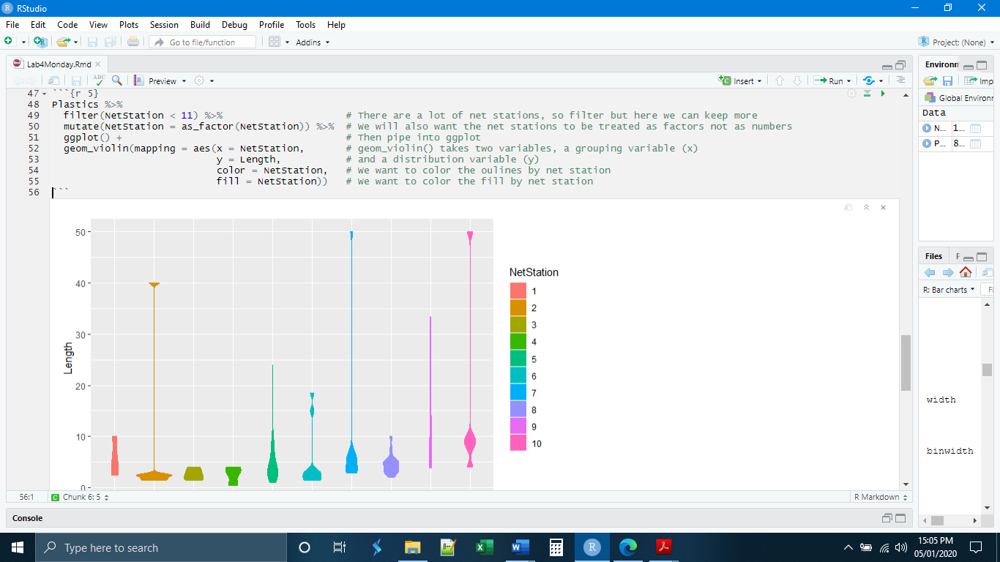 RStudio
File Edit Code View Plots Session Build Debug Profile Tools Help
Go to file/function Addins Project: (None)
Lab4Monday.Rmd
ABC Preview Insert Run
47 ```{r 5}
48 Plastics %>%
49 filter(NetStation < 11) %>% # There are a lot of net stations, so filter but here we can keep more
50 mutate(NetStation = as_factor(NetStation)) %>% # We will also want the net stations to be treated as factors not as numbers
51 ggplot() + # Then pipe into ggplot
52 geom_violin(mapping = aes(x = NetStation, # geom_violin() takes two variables, a grouping variable (x)
53 y = Length, # and a distribution variable (y)
54 color = NetStation, # We want to color the oulines by net station
55 fill = NetStation)) # We want to color the fill by net station
56 ```
50
40
30
20
10
0
Length
NetStation
1
2
3
4
5
6
7
8
9
10
56:1 Chunk 6: 5 R Markdown
Console
Environm
Imp
Global Environm
Data
N... 1...
P... 8...
Files
R: Bar charts Fi
width
binwidth
Type here to search
15:05 PM
05/01/2020